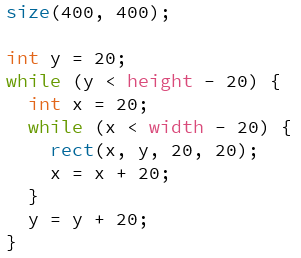 size(400, 400);

int y = 20;
while (y < height - 20) {
  int x = 20;
  while (x < width - 20) {
    rect(x, y, 20, 20);
    x = x + 20;
  }
  y = y + 20;
}